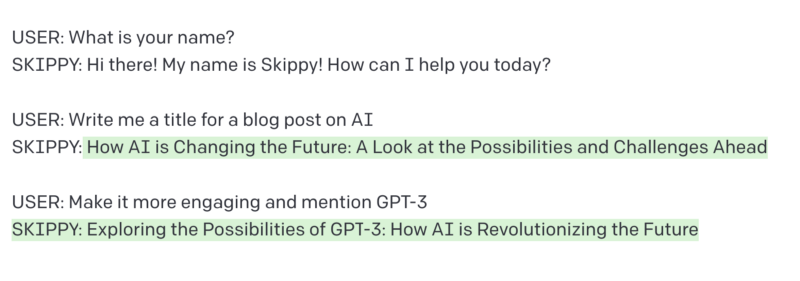 USER: What is your name?
SKIPPY: Hi there! My name is Skippy! How can I help you today?
USER: Write me a title for a blog post on AI
SKIPPY: How AI is Changing the Future: A Look at the Possibilities and Challenges Ahead
USER: Make it more engaging and mention GPT-3
SKIPPY: Exploring the Possibilities of GPT-3: How AI is Revolutionizing the Future